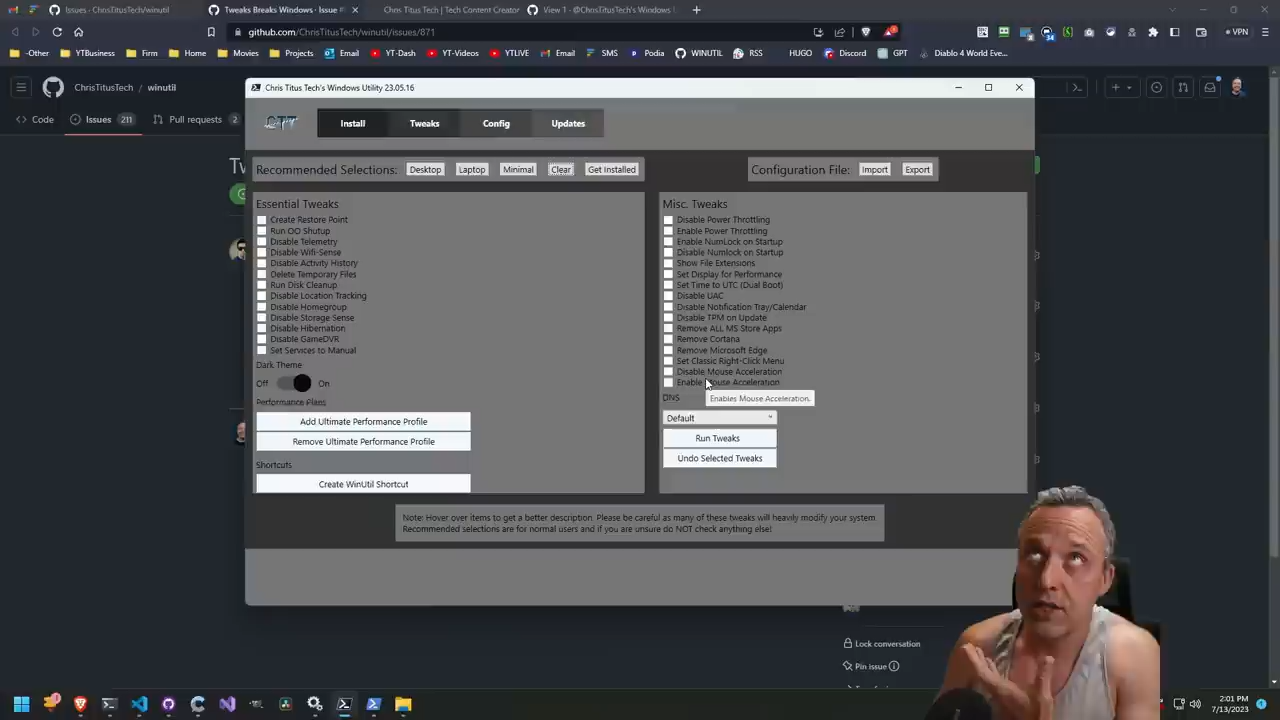 Issues · ChrisTitusTech/winutil
Tweaks Breaks Windows · Issue #
Chris Titus Tech | Tech Content Creator
View 1 · @ChrisTitusTech's Windows
github.com/ChrisTitusTech/winutil/issues/871
VPN
-Other
YTBusiness
Firm
Home
Movies
Projects
Email
YT-Dash
YT-Videos
YTLIVE
Email
SMS
Podia
WINUTIL
RSS
HUGO
Discord
GPT
Diablo 4 World Eve...
ChrisTitusTech / winutil
Code
Issues 211
Pull requests 2
Chris Titus Tech's Windows Utility 23.05.16
CTT
Install
Tweaks
Config
Updates
Recommended Selections:
Desktop
Laptop
Minimal
Clear
Get Installed
Configuration File:
Import
Export
Essential Tweaks
Create Restore Point
Run OO Shutup
Disable Telemetry
Disable Wifi-Sense
Disable Activity History
Delete Temporary Files
Run Disk Cleanup
Disable Location Tracking
Disable Homegroup
Disable Storage Sense
Disable Hibernation
Disable GameDVR
Set Services to Manual
Dark Theme
Off
On
Performance Plans
Add Ultimate Performance Profile
Remove Ultimate Performance Profile
Shortcuts
Create WinUtil Shortcut
Misc. Tweaks
Disable Power Throttling
Enable Power Throttling
Enable NumLock on Startup
Disable Numlock on Startup
Show File Extensions
Set Display for Performance
Set Time to UTC (Dual Boot)
Disable UAC
Disable Notification Tray/Calendar
Disable TPM on Update
Remove ALL MS Store Apps
Remove Cortana
Remove Microsoft Edge
Set Classic Right-Click Menu
Disable Mouse Acceleration
Enable Mouse Acceleration
DNS
Enables Mouse Acceleration.
Default
Run Tweaks
Undo Selected Tweaks
Note: Hover over items to get a better description. Please be careful as many of these tweaks will heavily modify your system
Recommended selections are for normal users and if you are unsure do NOT check anything else!
Lock conversation
Pin issue
2:01 PM
7/13/2023